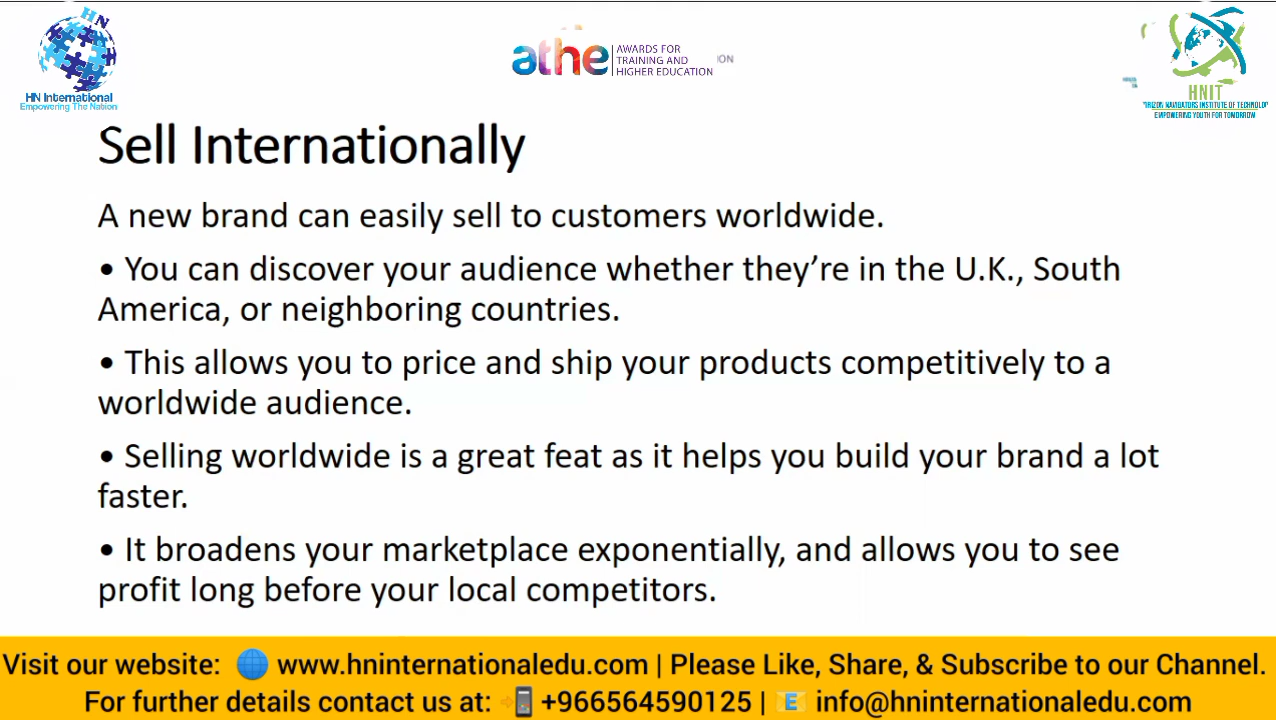 HN
HN International
Empowering The Nation
athe
AWARDS FOR
TRAINING AND
HIGHER EDUCATION
ION
HNIT
INSTITUTE OF TECHNOLOGY
EMPOWERING YOUTH FOR TOMORROW
Sell Internationally
A new brand can easily sell to customers worldwide.
• You can discover your audience whether they’re in the U.K., South
America, or neighboring countries.
• This allows you to price and ship your products competitively to a
worldwide audience.
• Selling worldwide is a great feat as it helps you build your brand a lot
faster.
• It broadens your marketplace exponentially, and allows you to see
profit long before your local competitors.
Visit our website: 🌐 www.hninternationaledu.com | Please Like, Share, & Subscribe to our Channel.
For further details contact us at: 📲 +966564590125 | 📧 info@hninternationaledu.com